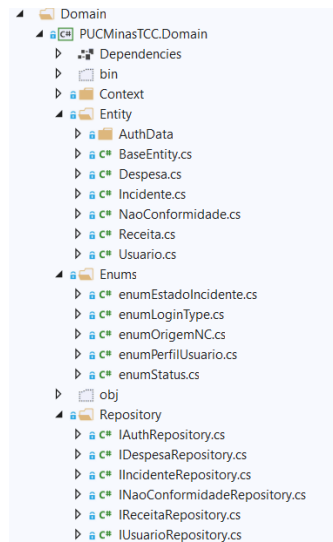 Domain
C# PUCMinasTCC.Domain
Dependencies
bin
Context
Entity
AuthData
C# BaseEntity.cs
C# Despesa.cs
C# Incidente.cs
C# NaoConformidade.cs
C# Receita.cs
C# Usuario.cs
Enums
C# enumEstadoIncidente.cs
C# enumLoginType.cs
C# enumOrigemNC.cs
C# enumPerfilUsuario.cs
C# enumStatus.cs
obj
Repository
C# IAuthRepository.cs
C# IDespesaRepository.cs
C# IIncidenteRepository.cs
C# INaoConformidadeRepository.cs
C# IReceitaRepository.cs
C# IUsuarioRepository.cs